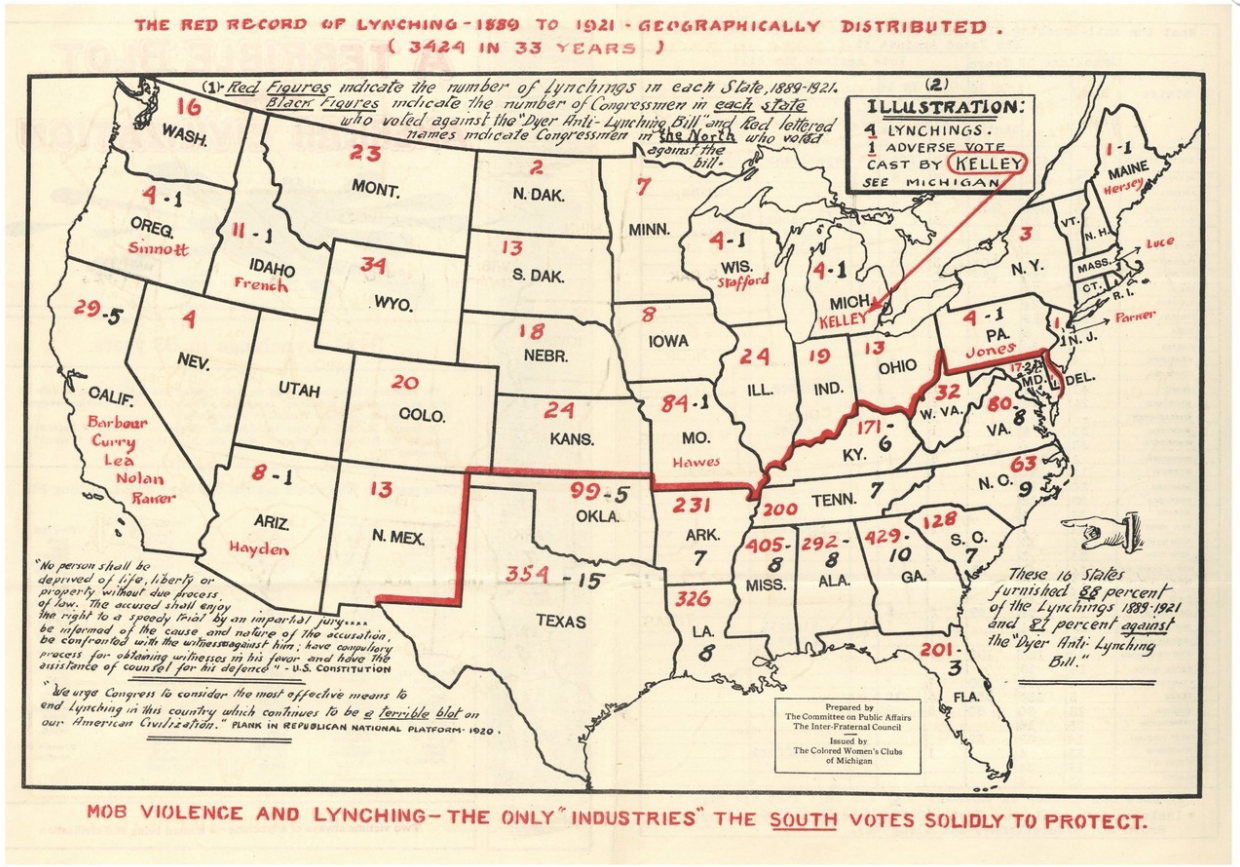 THE RED RECORD OF LYNCHING - 1889 TO 1921 - GEOGRAPHICALLY DISTRIBUTED.
( 3424 IN 33 YEARS )
(1)- Red Figures indicate the number of Lynchings in each State, 1889-1921.
Black Figures indicate the number of Congressmen in each state
who voted against the "Dyer Anti-Lynching Bill" and Red lettered
names indicate Congressmen in the North who voted
against the
bill.
(2)
ILLUSTRATION:
4 LYNCHINGS.
1 ADVERSE VOTE
CAST BY KELLEY
SEE MICHIGAN
16
WASH.
4 - 1
OREG.
Sinnott
11 - 1
IDAHO
French
23
MONT.
2
N. DAK.
13
S. DAK.
7
MINN.
4-1
WIS.
Stafford
4-1
MICH.
KELLEY
3
N.Y.
VT.
N.H.
1-1
MAINE
Hersey
MASS.
Luce
CT.
R.I.
34
WYO.
29-5
CALIF.
Barbour
Curry
Lea
Nolan
Raker
4
NEV.
UTAH
20
COLO.
18
NEBR.
8
IOWA
24
ILL.
19
IND.
13
OHIO
4 - 1
PA.
Jones
1
1
N.J.
Parker
MD.
DEL.
24
KANS.
84-1
MO.
Hawes
171-
6
KY.
32
W. VA.
80-
8
VA.
8 - 1
ARIZ.
Hayden
13
N. MEX.
99-5
OKLA.
231
ARK.
7
200
TENN. 7
63
N. O.
9
128
S. O.
7
354 - 15
TEXAS
326
LA.
8
405-
8
MISS.
292-
8
ALA.
429-
10
GA.
201-
3
FLA.
"No person shall be
deprived of life, liberty or
property without due process
of law. The accused shall enjoy
the right to a speedy trial by an impartial jury....
be informed of the cause and nature of the accusation,
be confronted with the witness against him; have compulsory
process for obtaining witnesses in his favor and have the
assistance of counsel for his defence" - U.S. CONSTITUTION
"We urge Congress to consider the most effective means to
end lynching in this country which continues to be a terrible blot on
our American Civilization." PLANK IN REPUBLICAN NATIONAL PLATFORM-1920.
These 16 States
furnished 88 percent
of the Lynchings 1889-1921
and 87 percent against
the "Dyer Anti-Lynching
Bill."
Prepared by
The Committee on Public Affairs
The Inter-Fraternal Council
Issued by
The Colored Women's Clubs
of Michigan
MOB VIOLENCE AND LYNCHING - THE ONLY "INDUSTRIES" THE SOUTH VOTES SOLIDLY TO PROTECT.